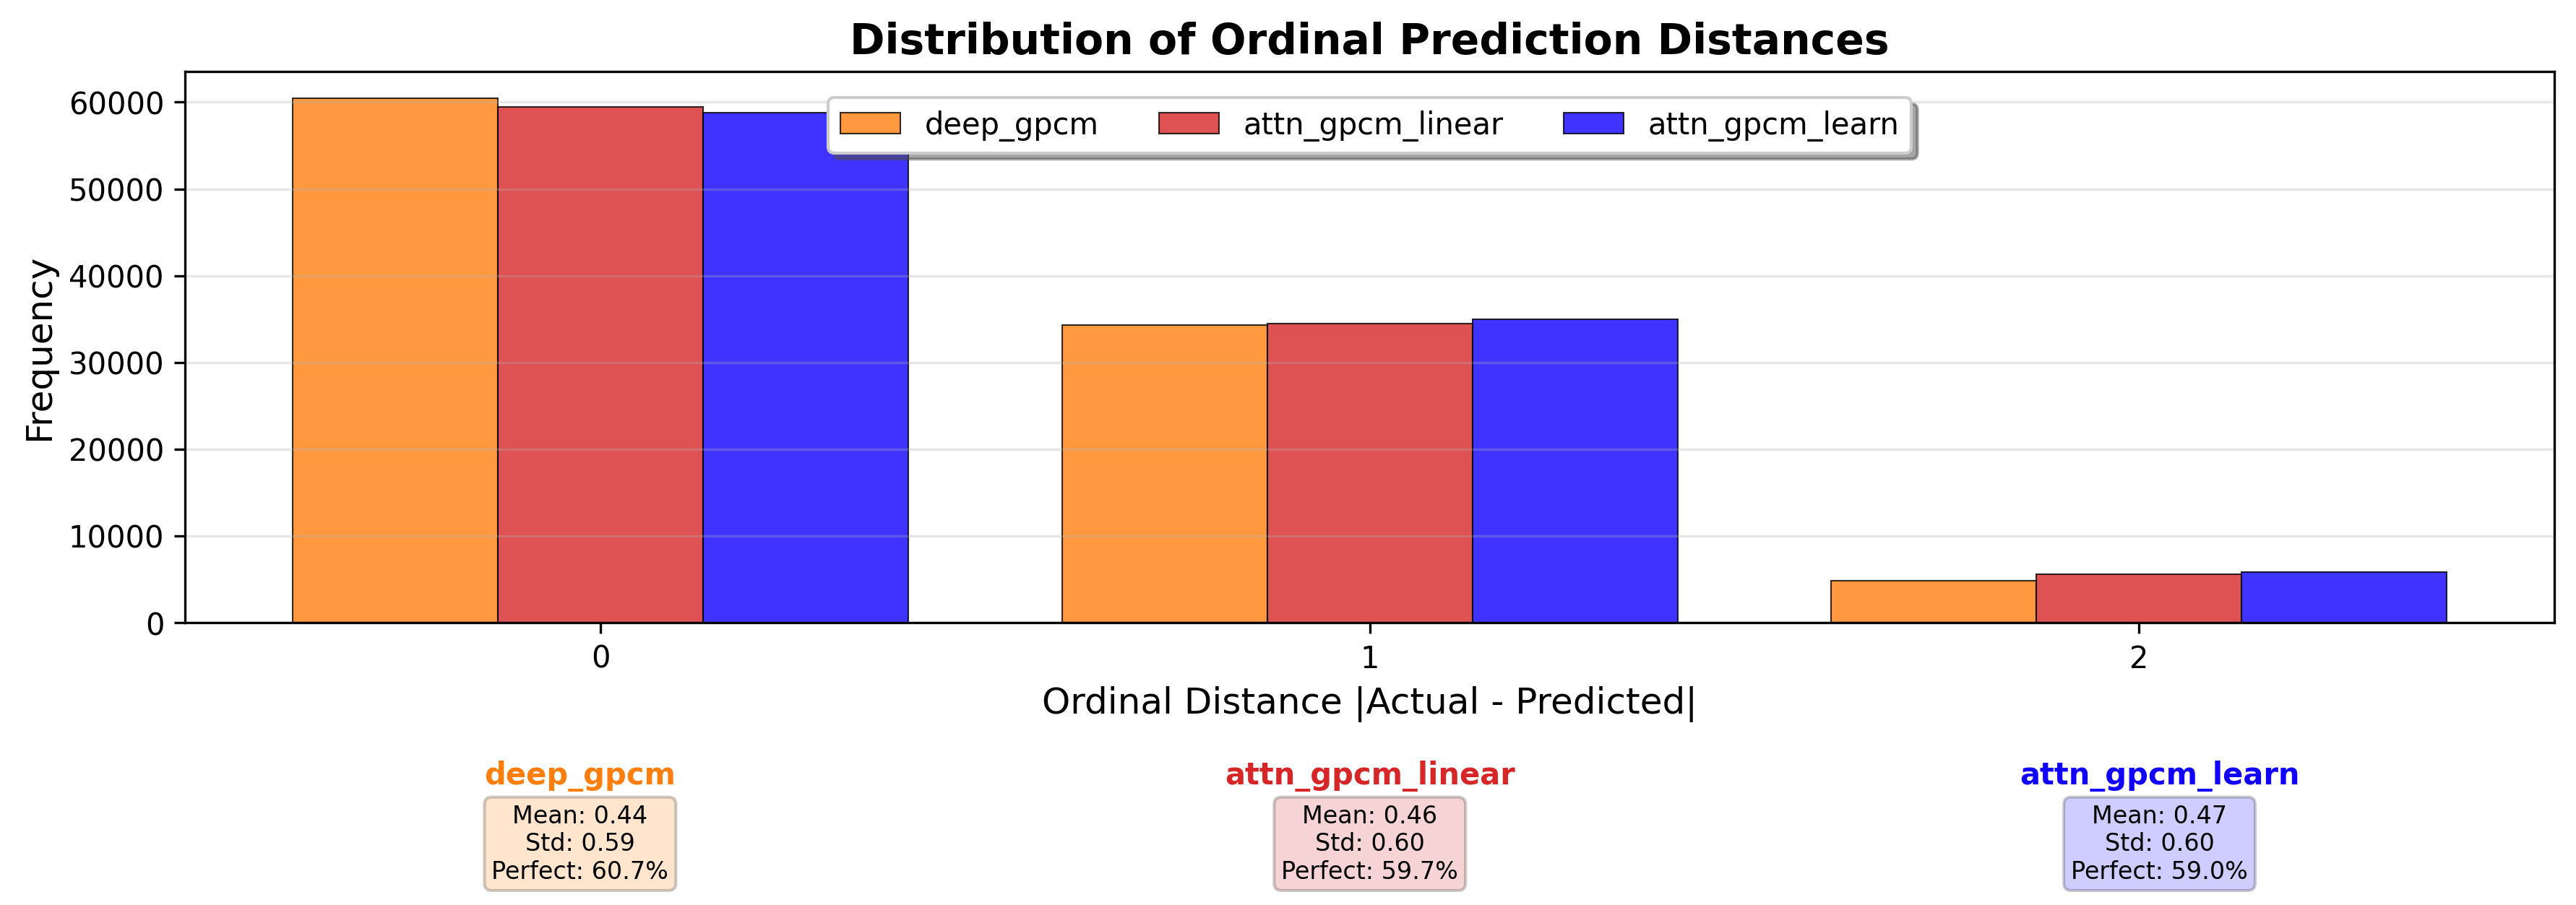 Distribution of Ordinal Prediction Distances
deep_gpcm attn_gpcm_linear attn_gpcm_learn
Frequency
60000
50000
40000
30000
20000
10000
0
0 1 2
Ordinal Distance |Actual - Predicted|
deep_gpcm
Mean: 0.44
Std: 0.59
Perfect: 60.7%
attn_gpcm_linear
Mean: 0.46
Std: 0.60
Perfect: 59.7%
attn_gpcm_learn
Mean: 0.47
Std: 0.60
Perfect: 59.0%